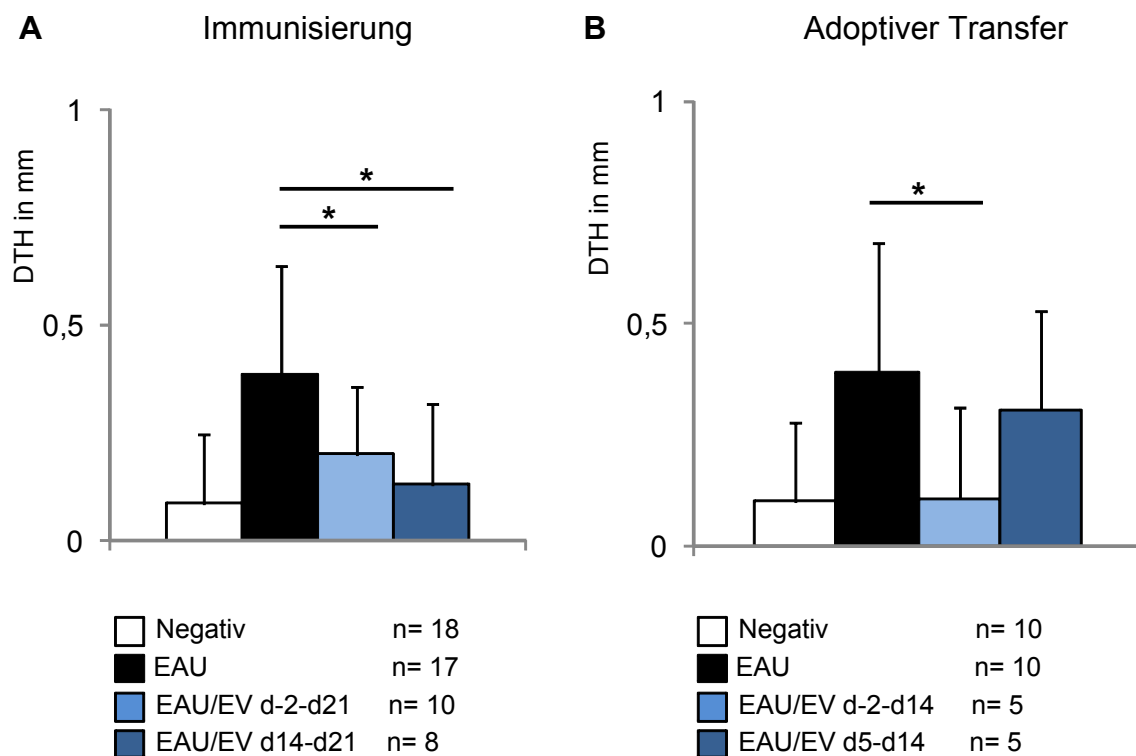 A Immunisierung
DTH in mm
1
0,5
0
*
*
Negativ n= 18
EAU n= 17
EAU/EV d-2-d21 n= 10
EAU/EV d14-d21 n= 8
B Adoptiver Transfer
DTH in mm
1
0,5
0
*
Negativ n= 10
EAU n= 10
EAU/EV d-2-d14 n= 5
EAU/EV d5-d14 n= 5